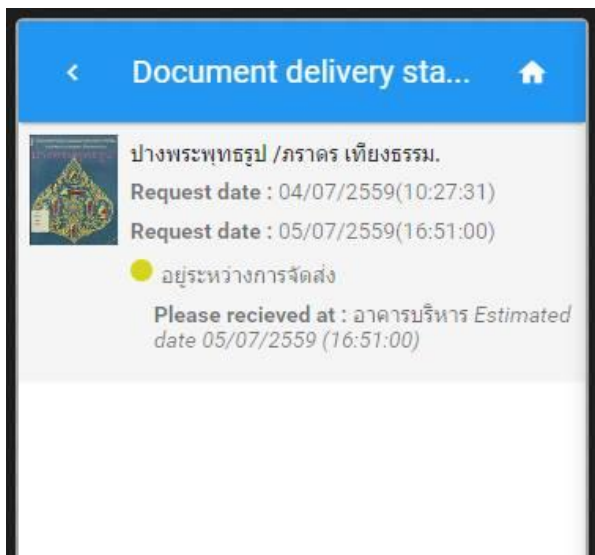 Document delivery sta...
ปางพระพุทธรูป /ภราดร เทียงธรรม.
Request date : 04/07/2559(10:27:31)
Request date : 05/07/2559(16:51:00)
อยู่ระหว่างการจัดส่ง
Please recieved at : อาคารบริหาร Estimated
date 05/07/2559 (16:51:00)